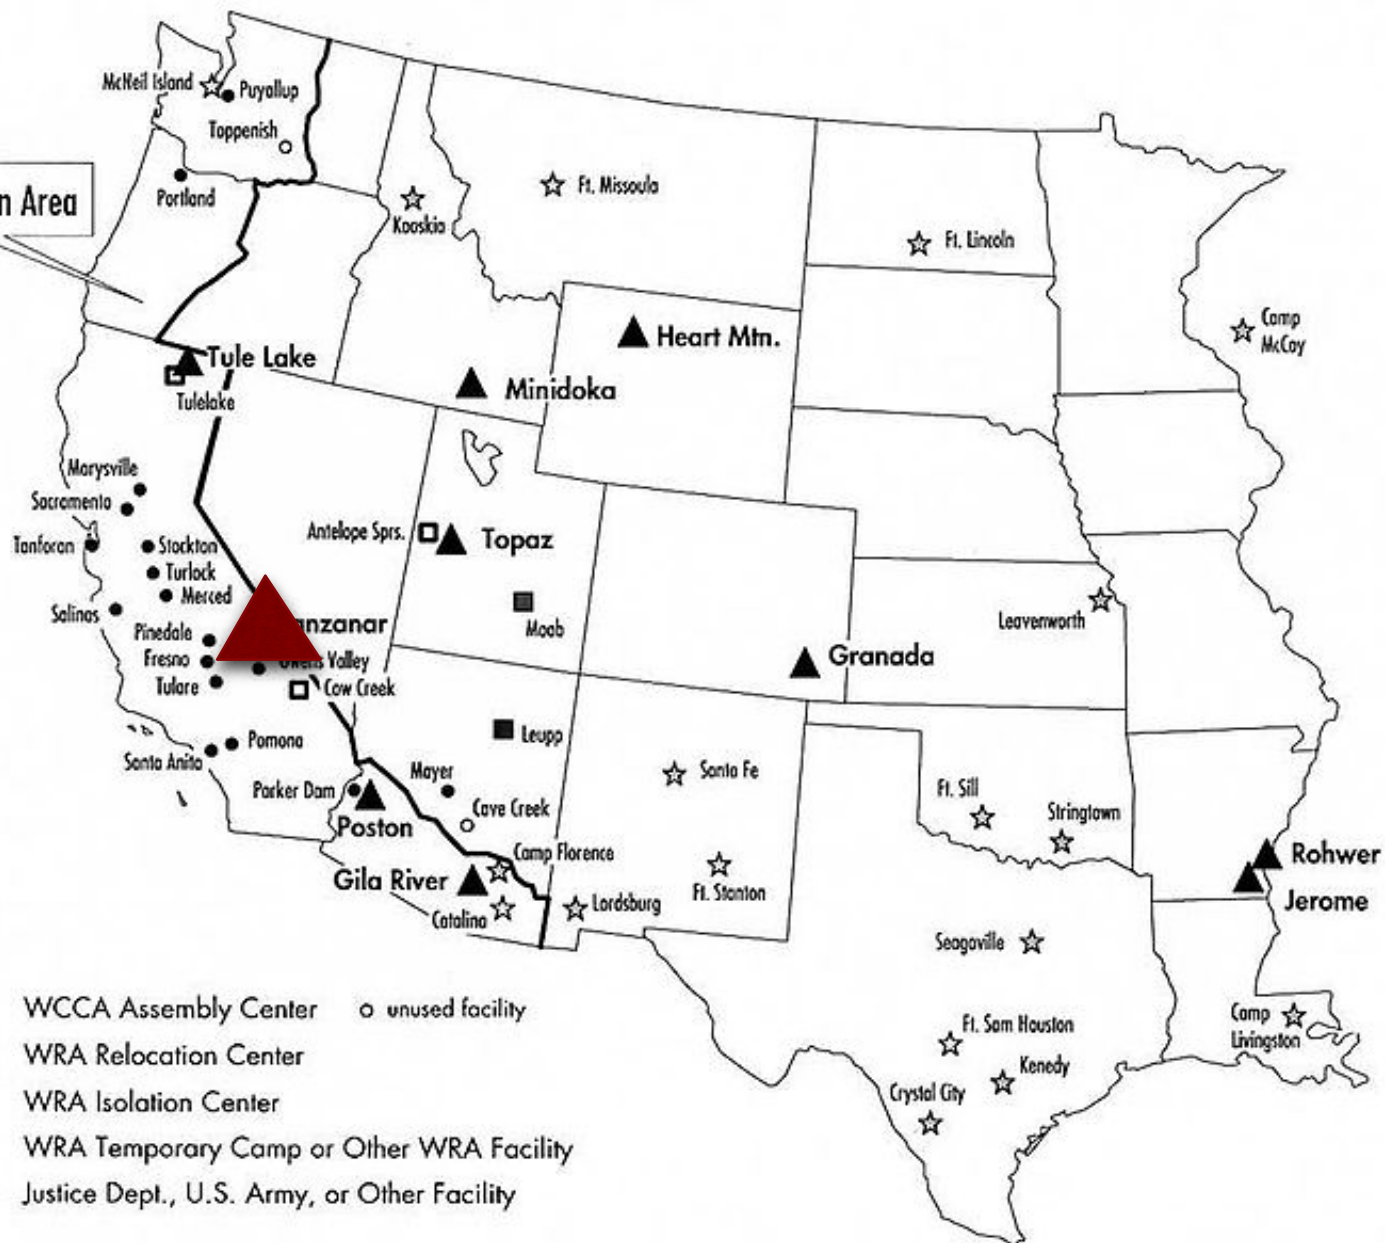 McNeil Island
Puyallup
Toppenish
Portland
n Area
Kooskia
Ft. Missoula
Ft. Lincoln
Camp
McCoy
Tule Lake
Tulelake
Heart Mtn.
Minidoka
Marysville
Sacramento
Tanforan
Stockton
Turlock
Merced
Salinas
Pinedale
Fresno
Tulare
anzanar
Owens Valley
Cow Creek
Antelope Sprs.
Topaz
Moab
Leavenworth
Granada
Leupp
Santa Fe
Pomona
Santa Anita
Parker Dam
Poston
Mayer
Cave Creek
Camp Florence
Gila River
Catalina
Lordsburg
Ft. Stanton
Ft. Sill
Stringtown
Rohwer
Jerome
Seagoville
Ft. Sam Houston
Kenedy
Crystal City
Camp
Livingston
WCCA Assembly Center
unused facility
WRA Relocation Center
WRA Isolation Center
WRA Temporary Camp or Other WRA Facility
Justice Dept., U.S. Army, or Other Facility